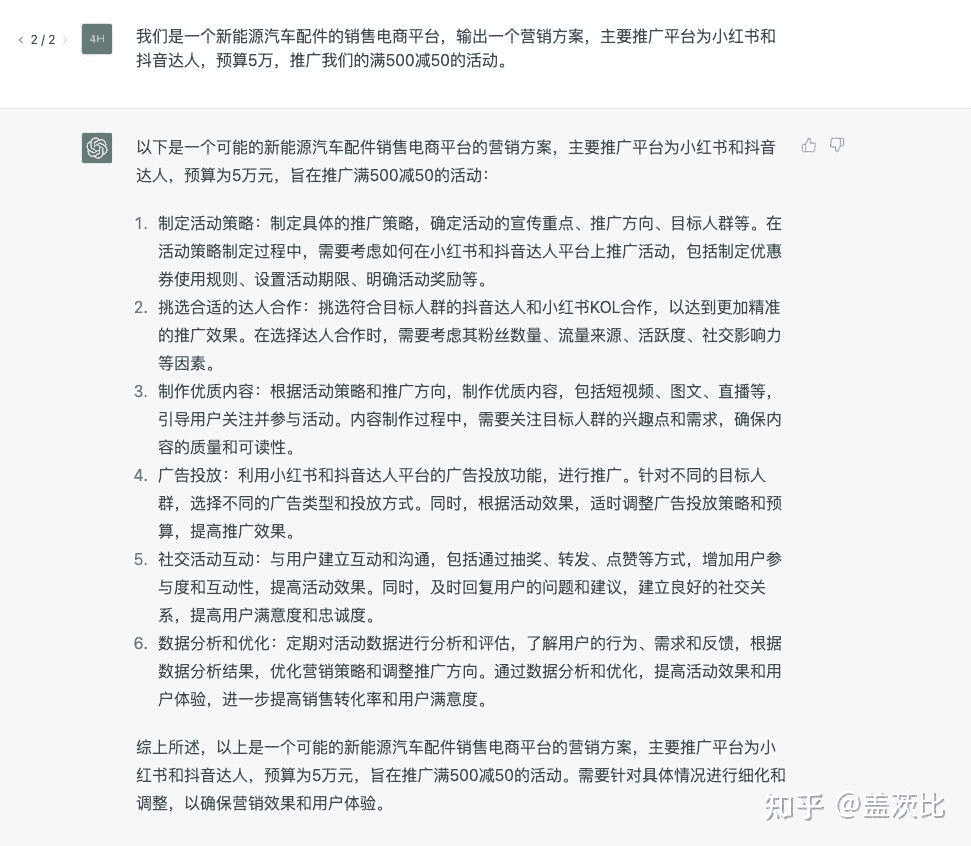 < 2 / 2 >
4H
我们是一个新能源汽车配件的销售电商平台，输出一个营销方案，主要推广平台为小红书和
抖音达人，预算5万，推广我们的满500减50的活动。
以下是一个可能的新能源汽车配件销售电商平台的营销方案，主要推广平台为小红书和抖音
达人，预算为5万元，旨在推广满500减50的活动：
1. 制定活动策略：制定具体的推广策略，确定活动的宣传重点、推广方向、目标人群等。在
活动策略制定过程中，需要考虑如何在小红书和抖音达人平台上推广活动，包括制定优惠
券使用规则、设置活动期限、明确活动奖励等。
2. 挑选合适的达人合作：挑选符合目标人群的抖音达人和小红书KOL合作，以达到更加精准
的推广效果。在选择达人合作时，需要考虑其粉丝数量、流量来源、活跃度、社交影响力
等因素。
3. 制作优质内容：根据活动策略和推广方向，制作优质内容，包括短视频、图文、直播等，
引导用户关注并参与活动。内容制作过程中，需要关注目标人群的兴趣点和需求，确保内
容的质量和可读性。
4. 广告投放：利用小红书和抖音达人平台的广告投放功能，进行推广。针对不同的目标人
群，选择不同的广告类型和投放方式。同时，根据活动效果，适时调整广告投放策略和预
算，提高推广效果。
5. 社交活动互动：与用户建立互动和沟通，包括通过抽奖、转发、点赞等方式，增加用户参
与度和互动性，提高活动效果。同时，及时回复用户的问题和建议，建立良好的社交关
系，提高用户满意度和忠诚度。
6. 数据分析和优化：定期对活动数据进行分析和评估，了解用户的行为、需求和反馈，根据
数据分析结果，优化营销策略和调整推广方向。通过数据分析和优化，提高活动效果和用
户体验，进一步提高销售转化率和用户满意度。
综上所述，以上是一个可能的新能源汽车配件销售电商平台的营销方案，主要推广平台为小
红书和抖音达人，预算为5万元，旨在推广满500减50的活动。需要针对具体情况进行细化和
调整，以确保营销效果和用户体验。
知乎 @盖茨比